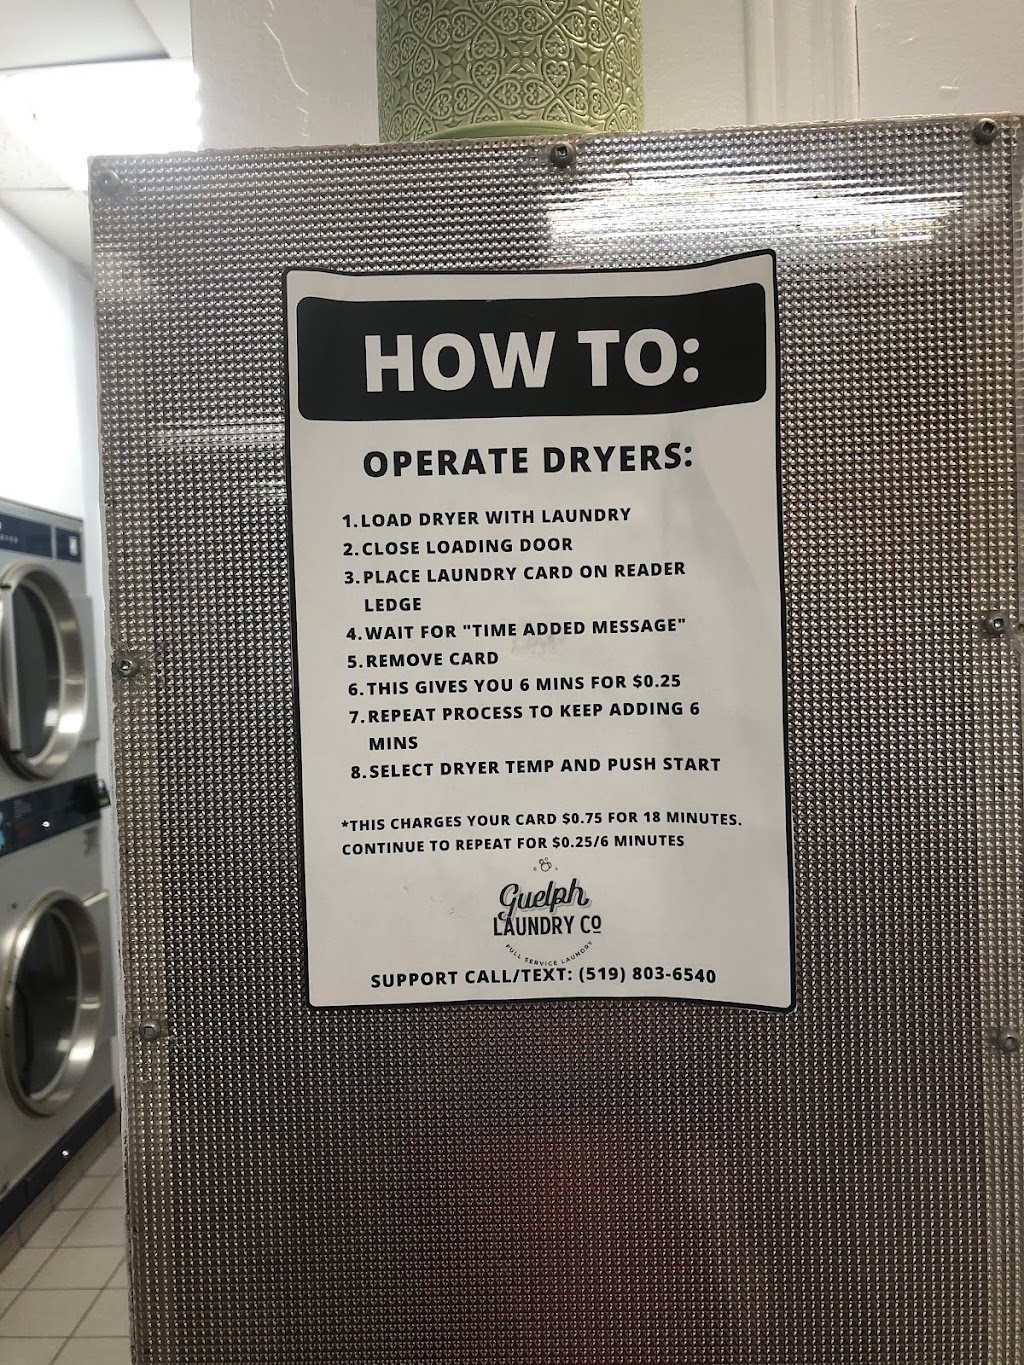 HOW TO:
OPERATE DRYERS:
1. LOAD DRYER WITH LAUNDRY
2. CLOSE LOADING DOOR
3. PLACE LAUNDRY CARD ON READER
LEDGE
4. WAIT FOR "TIME ADDED MESSAGE"
5. REMOVE CARD
6. THIS GIVES YOU 6 MINS FOR $0.25
7. REPEAT PROCESS TO KEEP ADDING 6
MINS
8. SELECT DRYER TEMP AND PUSH START
*THIS CHARGES YOUR CARD $0.75 FOR 18 MINUTES.
CONTINUE TO REPEAT FOR $0.25/6 MINUTES
Guelph
LAUNDRY CO
FULL SERVICE LAUNDRY
SUPPORT CALL/TEXT: (519) 803-6540